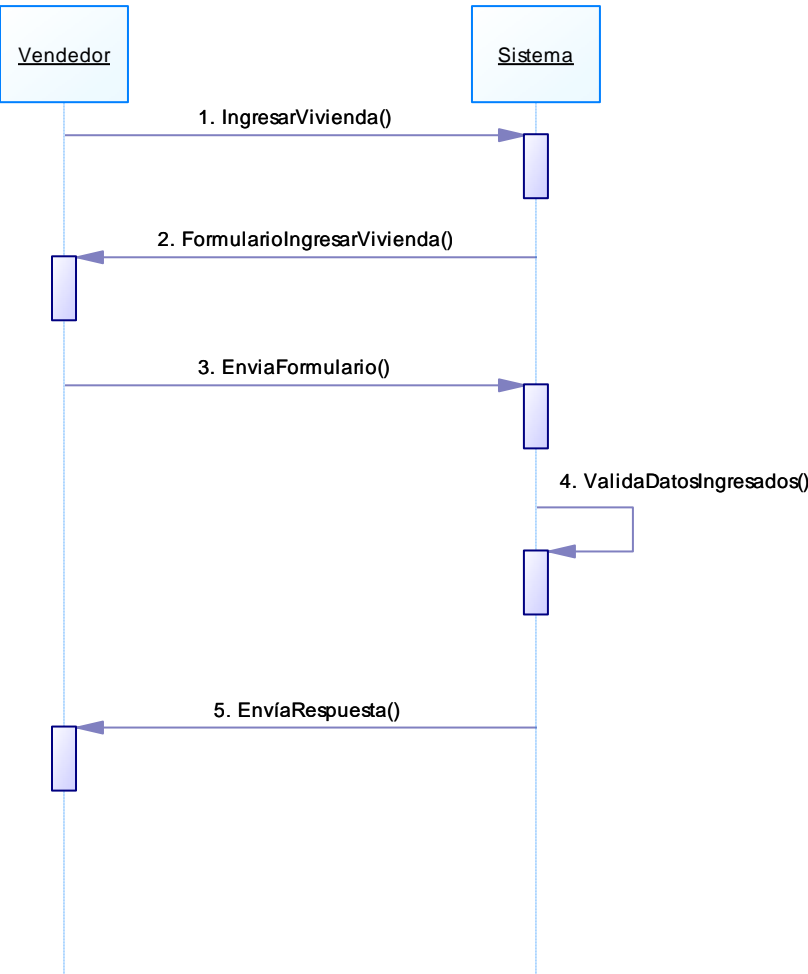 Vendedor
Sistema
1. IngresarVivienda()
2. FormularioIngresarVivienda()
3. EnviaFormulario()
4. ValidaDatosIngresados()
5. EnvíaRespuesta()